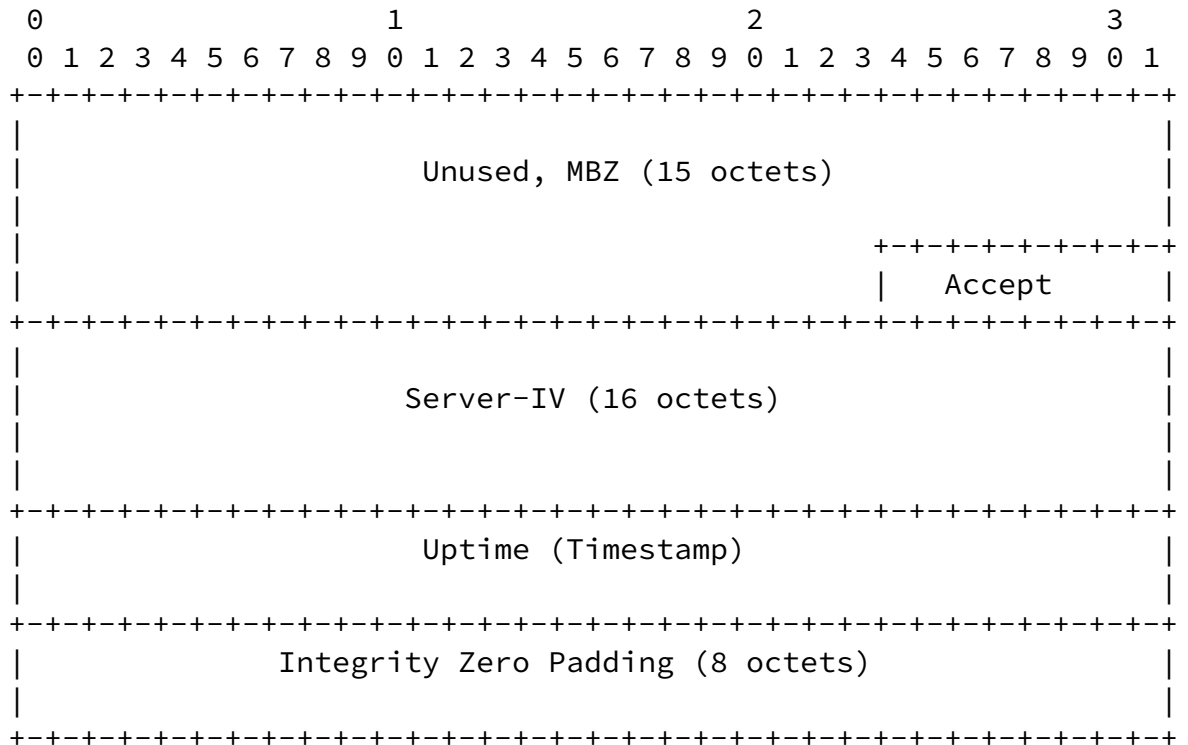 0                   1                   2                   3
 0 1 2 3 4 5 6 7 8 9 0 1 2 3 4 5 6 7 8 9 0 1 2 3 4 5 6 7 8 9 0 1
+-+-+-+-+-+-+-+-+-+-+-+-+-+-+-+-+-+-+-+-+-+-+-+-+-+-+-+-+-+-+-+-+
|                                                               |
|                      Unused, MBZ (15 octets)                  |
|                                                               |
|                                               +-+-+-+-+-+-+-+-+
|                                               |   Accept      |
+-+-+-+-+-+-+-+-+-+-+-+-+-+-+-+-+-+-+-+-+-+-+-+-+-+-+-+-+-+-+-+-+
|                                                               |
|                     Server-IV (16 octets)                     |
|                                                               |
|                                                               |
+-+-+-+-+-+-+-+-+-+-+-+-+-+-+-+-+-+-+-+-+-+-+-+-+-+-+-+-+-+-+-+-+
|                      Uptime (Timestamp)                       |
|                                                               |
+-+-+-+-+-+-+-+-+-+-+-+-+-+-+-+-+-+-+-+-+-+-+-+-+-+-+-+-+-+-+-+-+
|              Integrity Zero Padding (8 octets)                |
|                                                               |
+-+-+-+-+-+-+-+-+-+-+-+-+-+-+-+-+-+-+-+-+-+-+-+-+-+-+-+-+-+-+-+-+